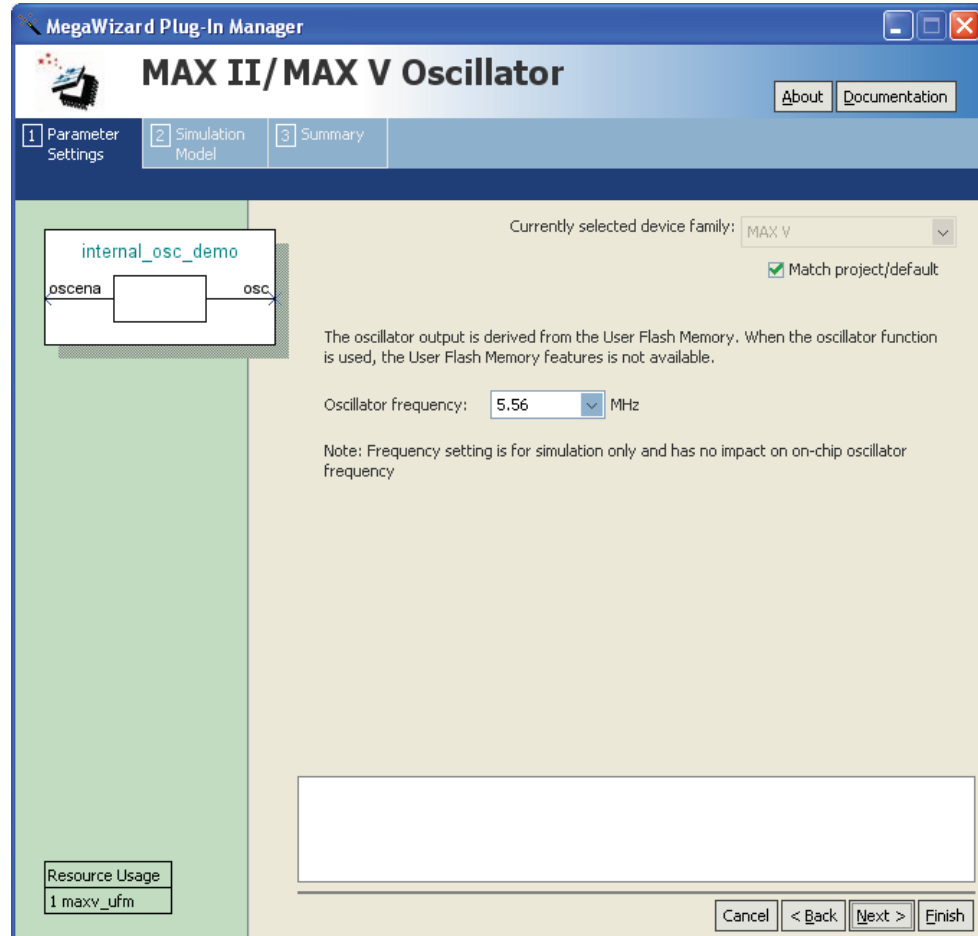 MegaWizard Plug-In Manager
MAX II/MAX V Oscillator
About
Documentation
1 Parameter
Settings
2 Simulation
Model
3 Summary
internal_osc_demo
oscena
osc
Currently selected device family:
MAX V
Match project/default
The oscillator output is derived from the User Flash Memory. When the oscillator function
is used, the User Flash Memory features is not available.
Oscillator frequency:
5.56
MHz
Note: Frequency setting is for simulation only and has no impact on on-chip oscillator
frequency
Resource Usage
1 maxv_ufm
Cancel
< Back
Next >
Finish